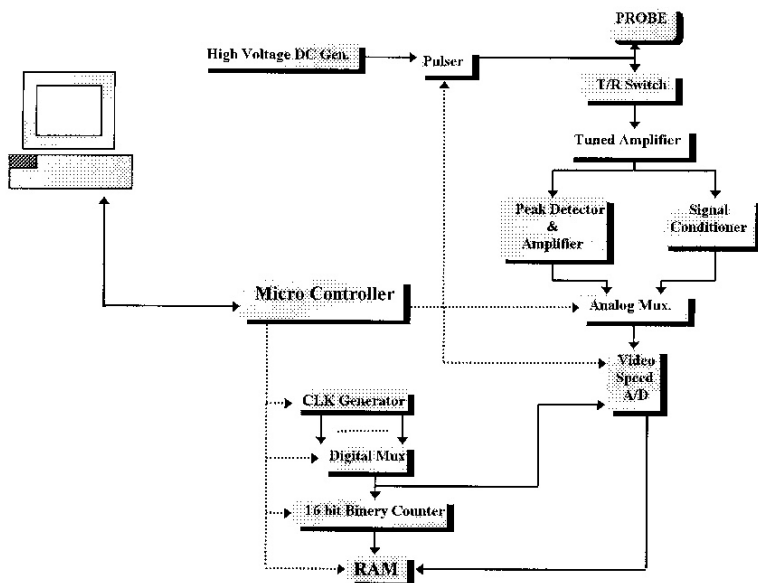 PROBE
High Voltage DC Gen.
Pulser
T/R Switch
Tuned Amplifier
Peak Detector
&
Amplifier
Signal
Conditioner
Micro Controller
Analog Mux.
Video
Speed
A/D
CLK Generator
Digital Mux
16 bit Binery Counter
RAM